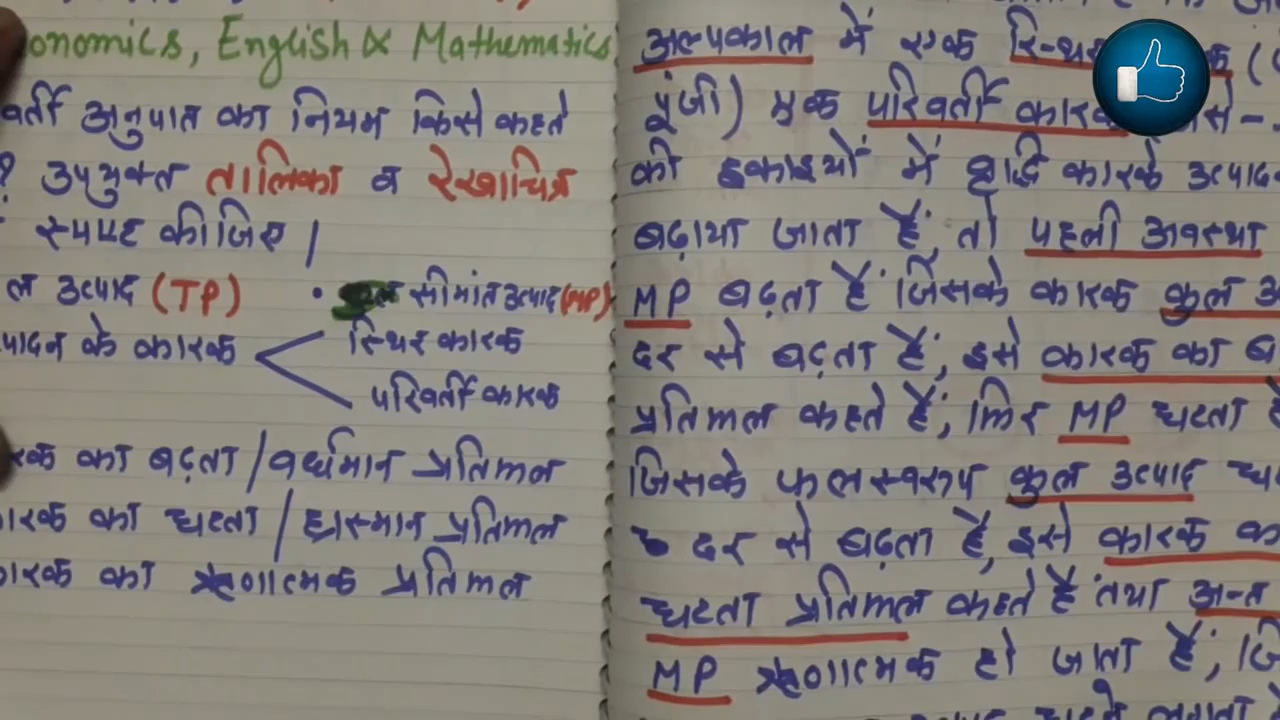 onomics, English & Mathematics
वर्ती अनुपात का नियम किसे कहते
? उपयुक्त तालिका व रेखाचित्र
स्पष्ट कीजिए |
ल उत्पाद (TP) • सीमांत उत्पाद (MP)
पादन के कारक स्थिर कारक
परिवर्ती कारक
रक का बढ़ता / वर्धमान प्रतिफल
ारक का घटता / ह्रासमान प्रतिफल
ारक का ऋणात्मक प्रतिफल
अल्पकाल में एक (
पूंजी) एक परिवर्ती
की इकाइयों में वृद्धि करके
बढ़ाया जाता है, तो पहली अवस्था
MP बढ़ता है जिसके कारक कुल
दर से बढ़ता है, इसे कारक का ब
प्रतिफल कहते हैं, फिर MP घटता है
जिसके फलस्वरूप कुल उत्पाद घ
दर से बढ़ता है, इसे कारक का
घटता प्रतिफल कहते हैं तथा अन्त
MP ऋणात्मक हो जाता है, जि